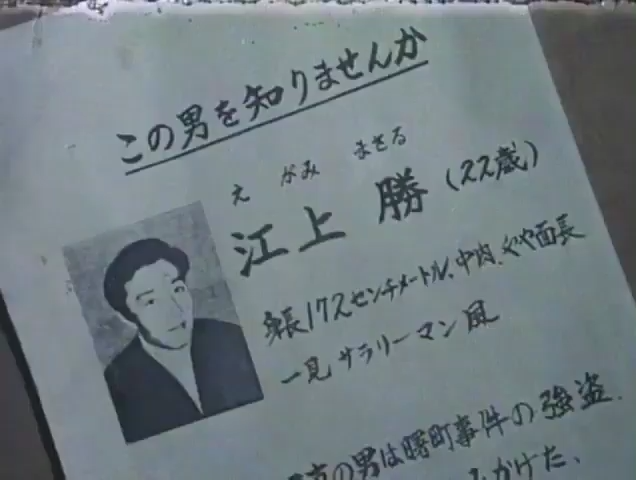 この男を知りませんか
え がみ まさる
江上 勝 (22歳)
身長172センチメートル、中肉、やや面長
一見サラリーマン風
の男は曙町事件の強盗
かけた、